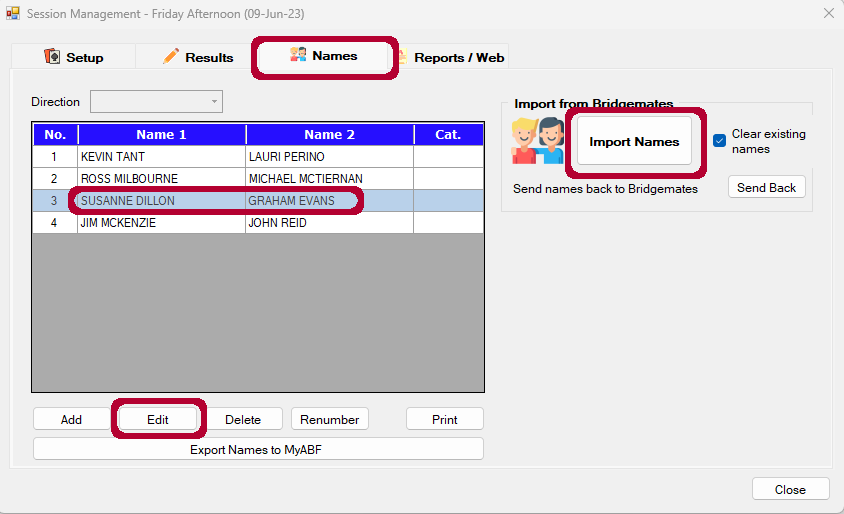 Session Management - Friday Afternoon (09-Jun-23)
Setup
Results
Names
Reports / Web
Direction
No. Name 1 Name 2 Cat.
1 KEVIN TANT LAURI PERINO
2 ROSS MILBOURNE MICHAEL MCTIERNAN
3 SUSANNE DILLON GRAHAM EVANS
4 JIM MCKENZIE JOHN REID
Add
Edit
Delete
Renumber
Print
Export Names to MyABF
Import from Bridgemates
Import Names
Clear existing
names
Send names back to Bridgemates
Send Back
Close